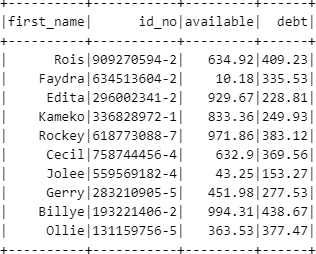 +----------+-----------+---------+------+
|first_name|      id_no|available|  debt|
+----------+-----------+---------+------+
|      Rois|909270594-2|   634.92|409.23|
|    Faydra|634513604-2|    10.18|335.53|
|     Edita|296002341-2|   929.67|228.81|
|    Kameko|336828972-1|   833.36|249.93|
|    Rockey|618773088-7|   971.86|383.12|
|     Cecil|758744456-4|    632.9|369.56|
|     Jolee|559569182-4|    43.25|153.27|
|     Gerry|283210905-5|   451.98|277.53|
|    Billye|193221406-2|   994.31|438.67|
|     Ollie|131159756-5|   363.53|377.47|
+----------+-----------+---------+------+